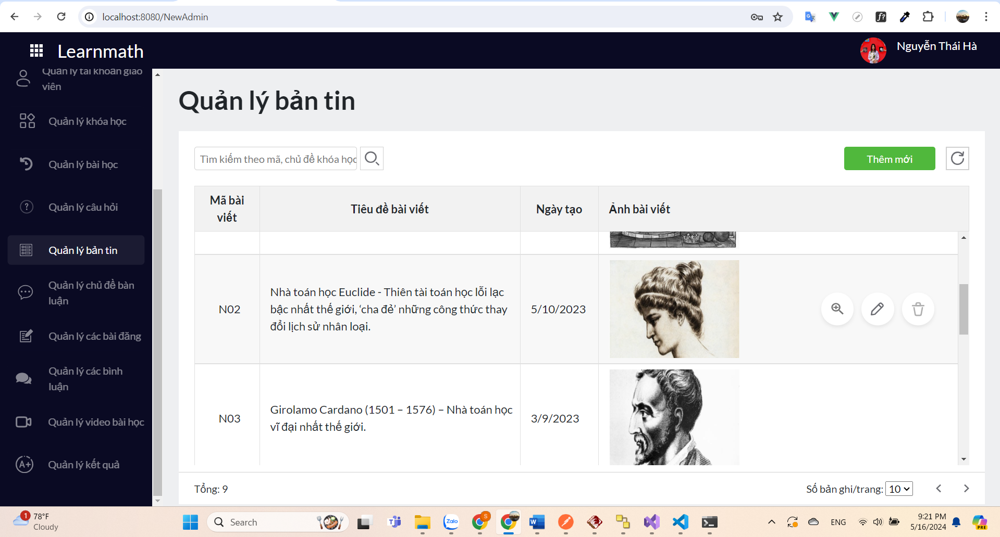 localhost:8080/NewAdmin
Learnmath
Nguyễn Thái Hà
Quản lý tài khoản giáo
viên
Quản lý khóa học
Quản lý bài học
Quản lý câu hỏi
Quản lý bản tin
Quản lý chủ đề bàn
luận
Quản lý các bài đăng
Quản lý các bình
luận
Quản lý video bài học
Quản lý kết quả
A+
Quản lý bản tin
Tìm kiếm theo mã, chủ đề khóa học
Thêm mới
Mã bài
viết
Tiêu đề bài viết
Ngày tạo
Ảnh bài viết
N02
Nhà toán học Euclide - Thiên tài toán học lỗi lạc
bậc nhất thế giới, ‘cha đẻ’ những công thức thay
đổi lịch sử nhân loại.
5/10/2023
N03
Girolamo Cardano (1501 – 1576) – Nhà toán học
vĩ đại nhất thế giới.
3/9/2023
Tổng: 9
Số bản ghi/trang: 10
1
78°F
Cloudy
Search
Zalo
S
ENG
9:21 PM
5/16/2024
PRE